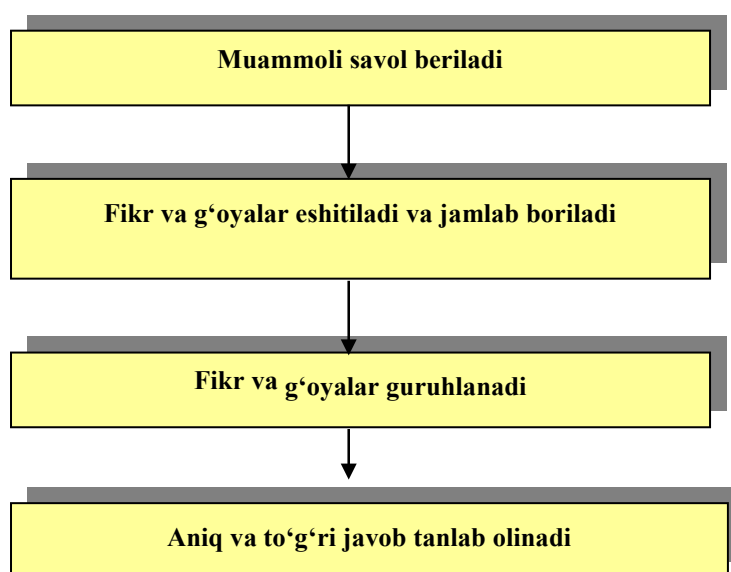 Muammoli savol beriladi
Fikr va g‘oyalar eshitiladi va jamlab boriladi
Fikr va g‘oyalar guruhlanadi
Aniq va to‘g‘ri javob tanlab olinadi